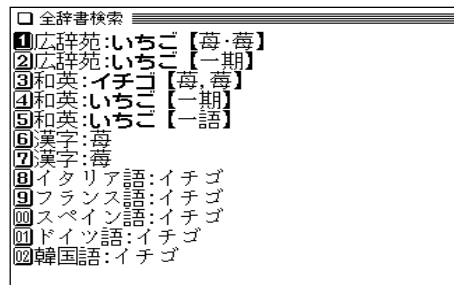 全辞書検索
1広辞苑:いちご【苺·莓】
2広辞苑:いちご【一期】
3和英:イチゴ【苺,莓】
4和英:いちご【一期】
5和英:いちご【一語】
6漢字:苺
7漢字:莓
8イタリア語:イチゴ
9フランス語:イチゴ
00スペイン語:イチゴ
01ドイツ語:イチゴ
02韓国語:イチゴ